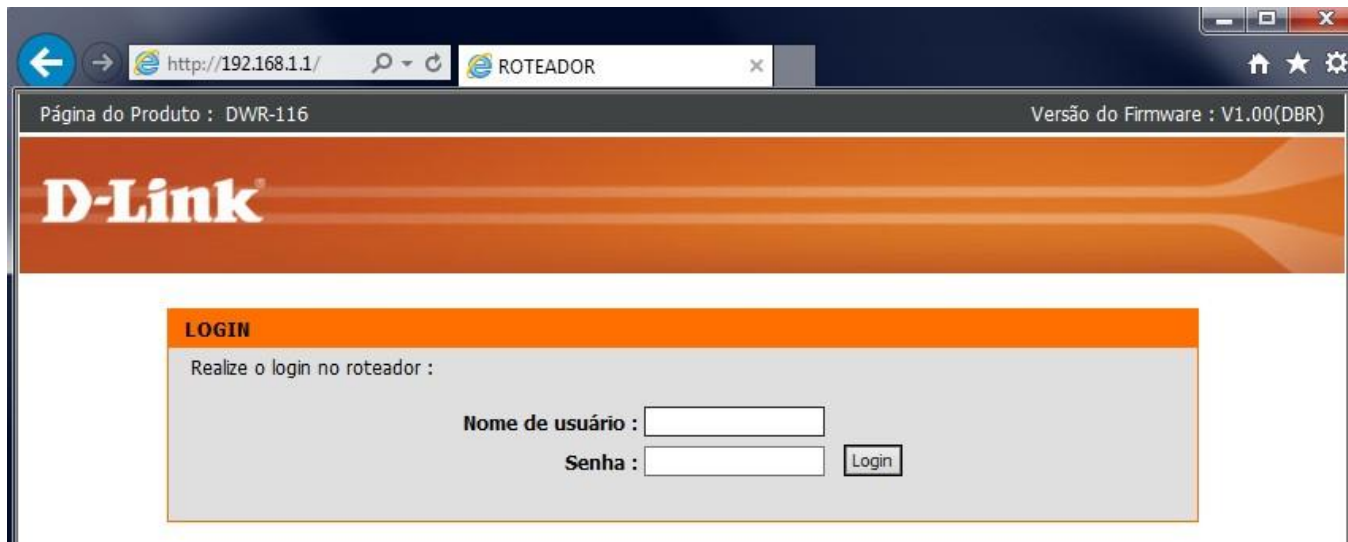 http://192.168.1.1/
ROTEADOR
Página do Produto : DWR-116
Versão do Firmware : V1.00(DBR)
D-Link
LOGIN
Realize o login no roteador :
Nome de usuário :
Senha :
Login